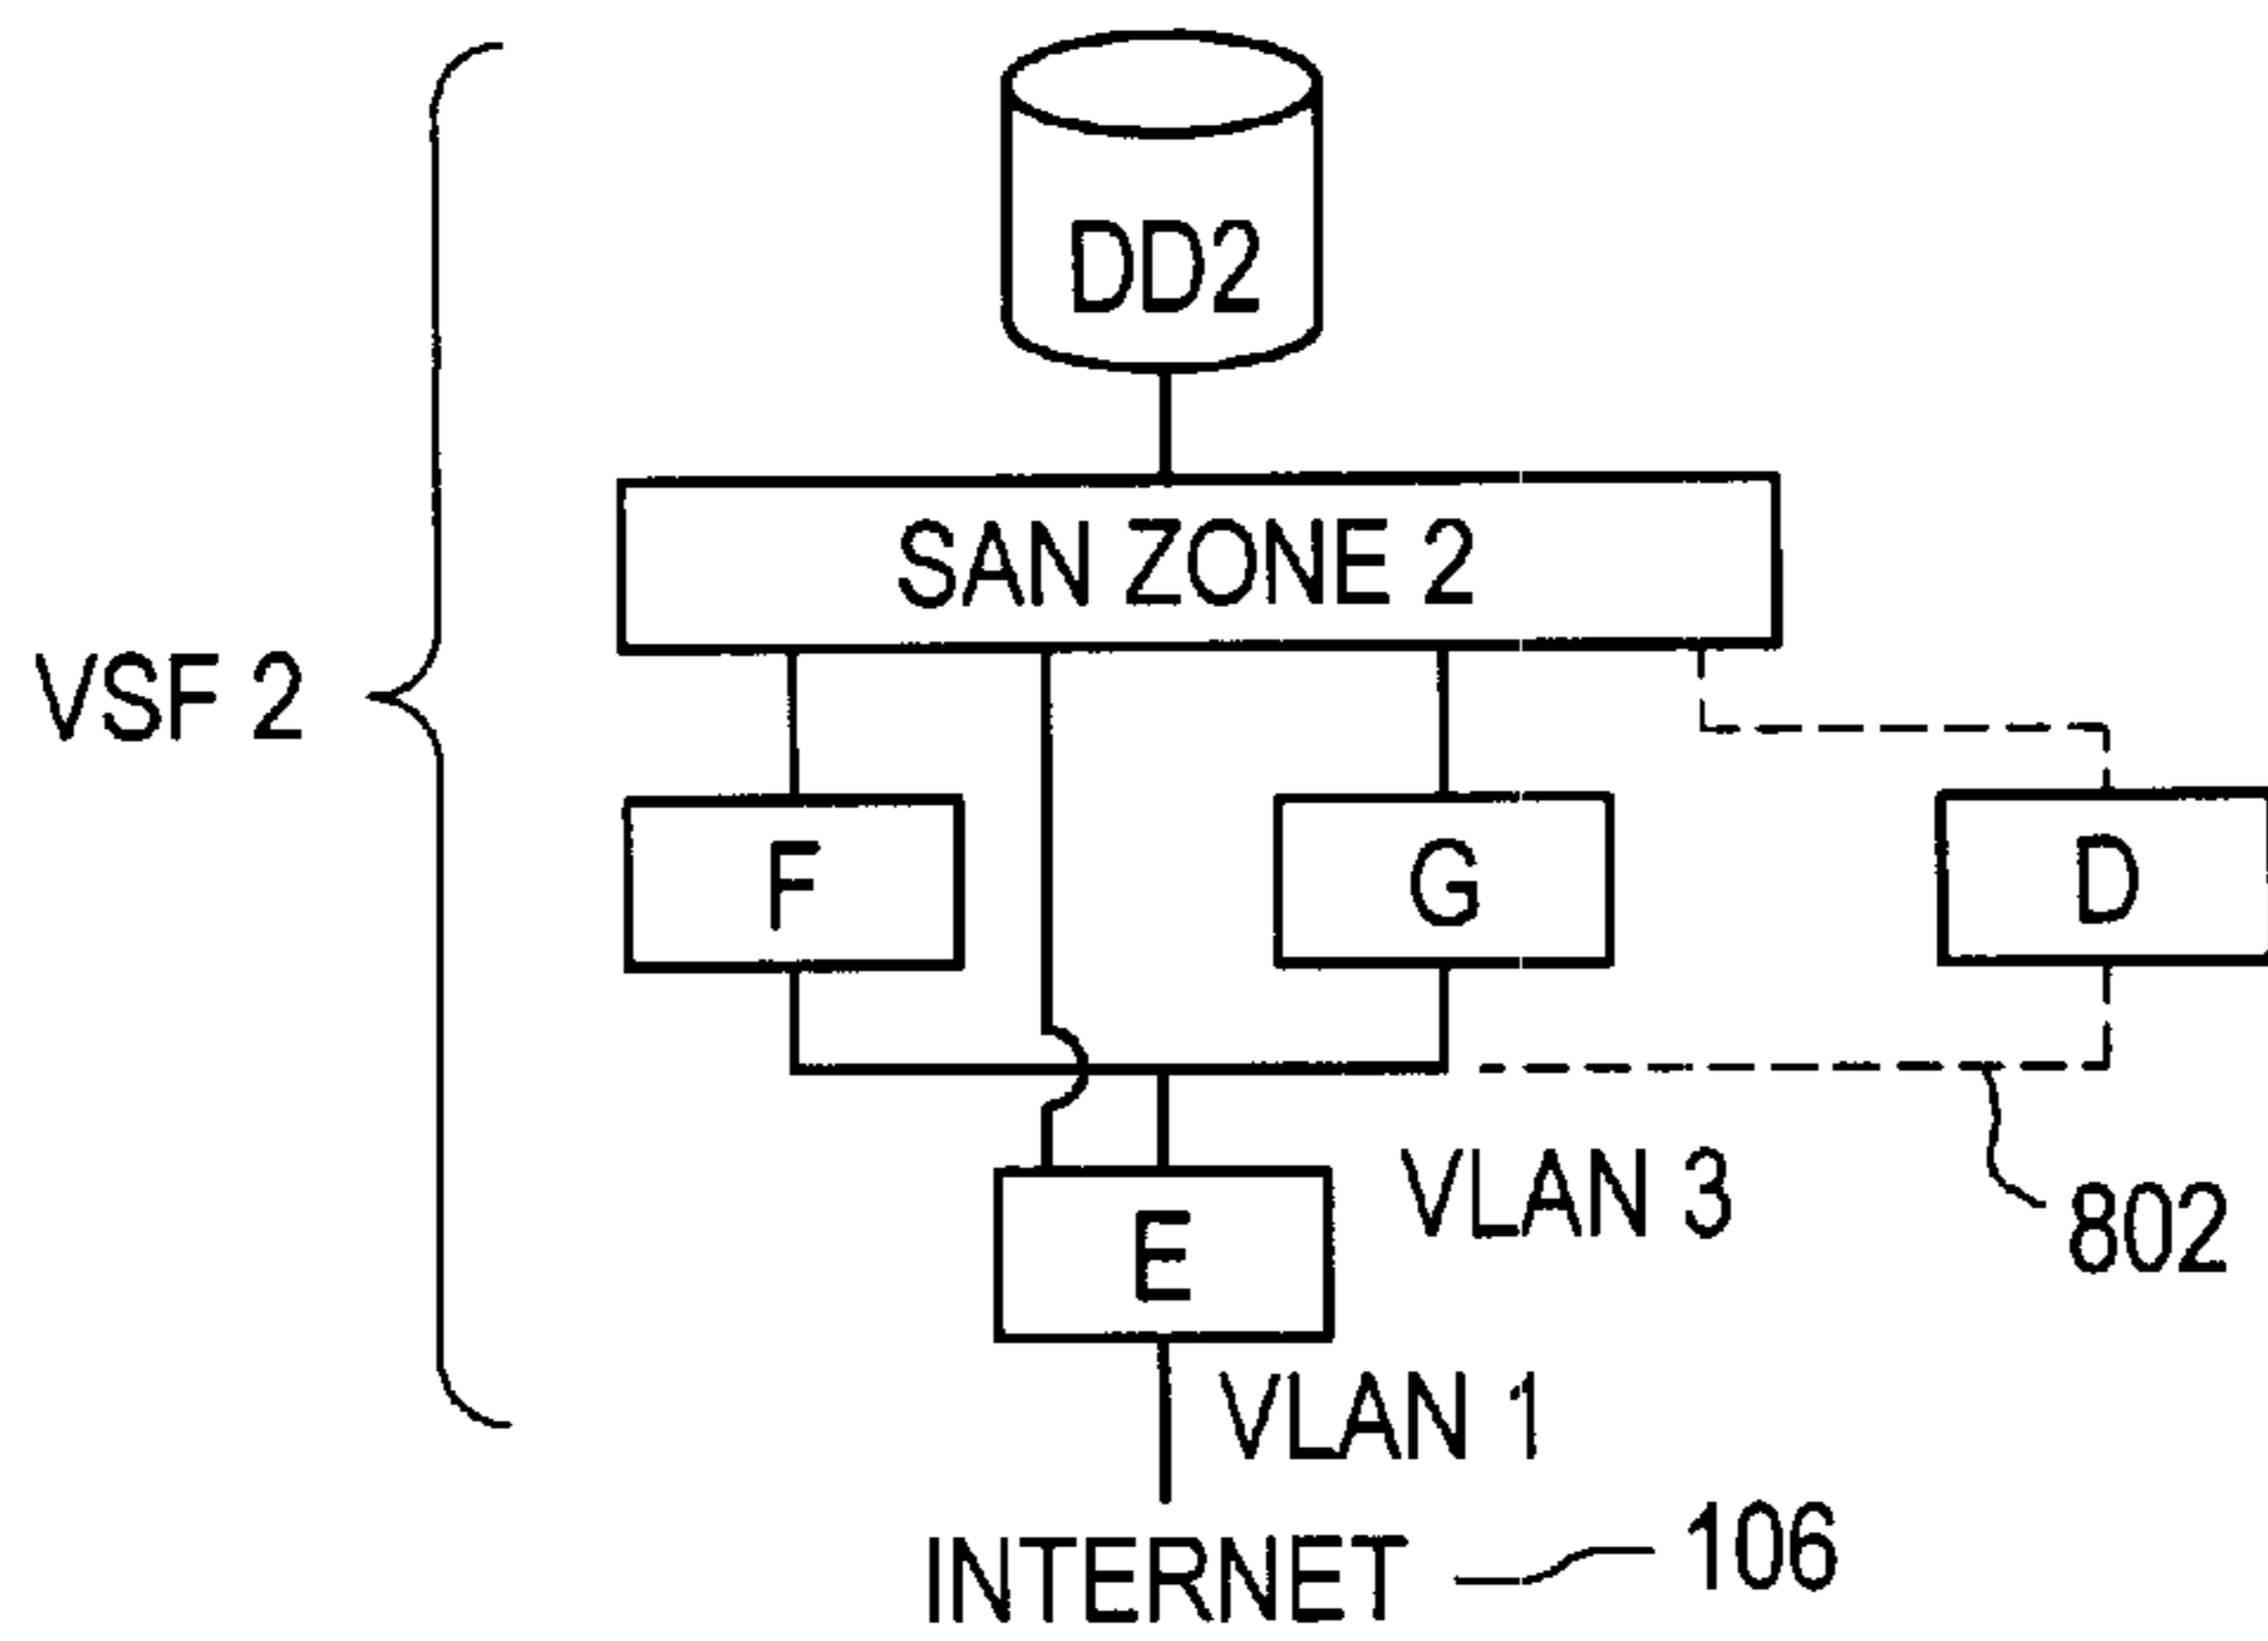 DD2
SAN ZONE 2
VSF 2
F
G
D
VLAN 3
802
E
VLAN 1
INTERNET
106